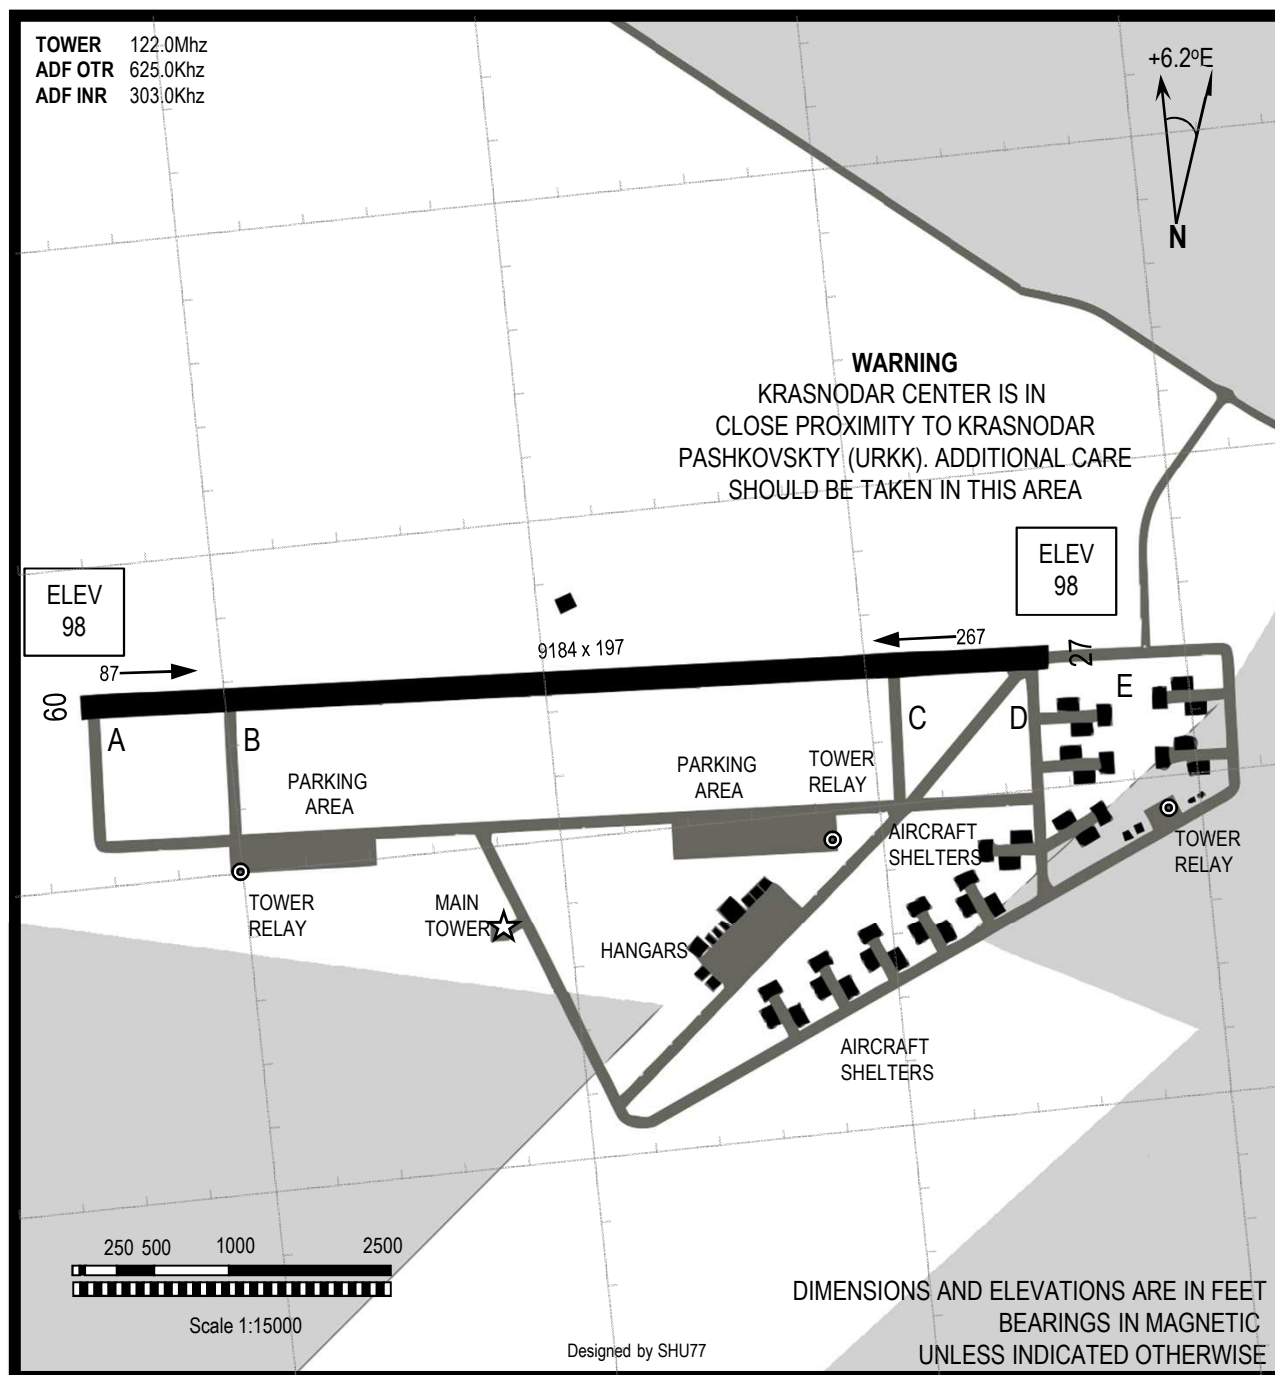 TOWER 122.0Mhz
ADF OTR 625.0Khz
ADF INR 303.0Khz
+6.2ºE
N
WARNING
KRASNODAR CENTER IS IN
CLOSE PROXIMITY TO KRASNODAR
PASHKOVSKTY (URKK). ADDITIONAL CARE
SHOULD BE TAKEN IN THIS AREA
ELEV
98
ELEV
98
9184 x 197
267
87
09
27
A
B
C
D
E
PARKING
AREA
PARKING
AREA
TOWER
RELAY
AIRCRAFT
SHELTERS
TOWER
RELAY
TOWER
RELAY
MAIN
TOWER
HANGARS
AIRCRAFT
SHELTERS
250 500 1000 2500
Scale 1:15000
Designed by SHU77
DIMENSIONS AND ELEVATIONS ARE IN FEET
BEARINGS IN MAGNETIC
UNLESS INDICATED OTHERWISE